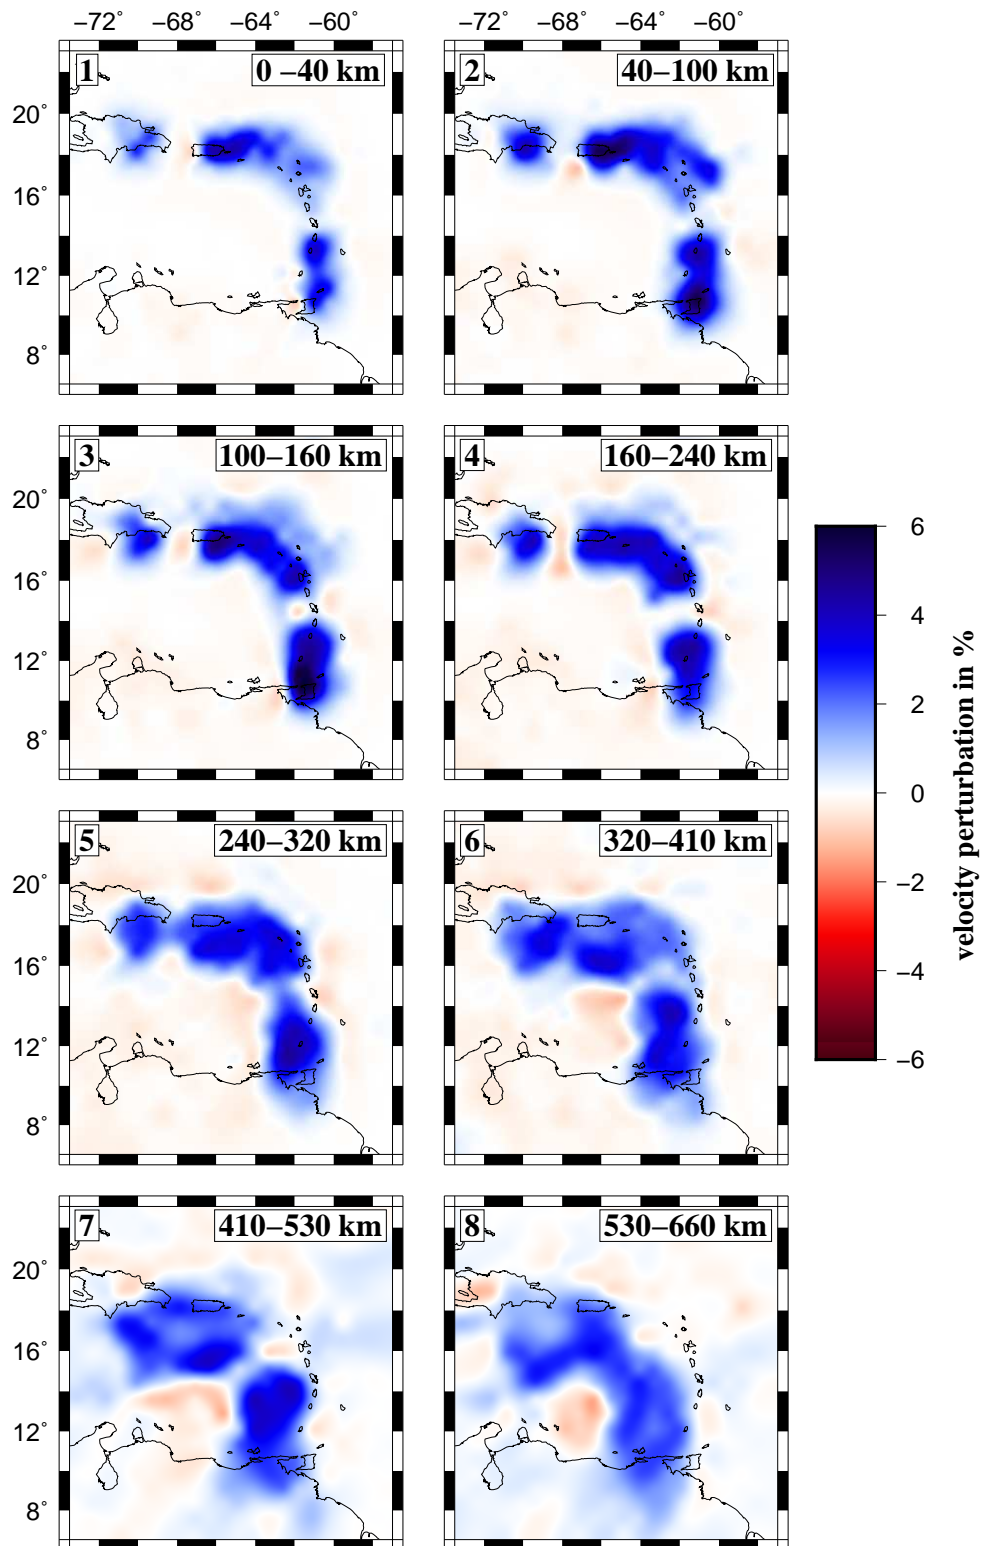 −72° −68° −64° −60° −72° −68° −64° −60°
1 0 −40 km
2 40−100 km
20°
16°
12°
8°
3 100−160 km
4 160−240 km
20°
16°
12°
8°
5 240−320 km
6 320−410 km
20°
16°
12°
8°
7 410−530 km
8 530−660 km
20°
16°
12°
8°
6
4
2
0
−2
−4
−6
velocity perturbation in %